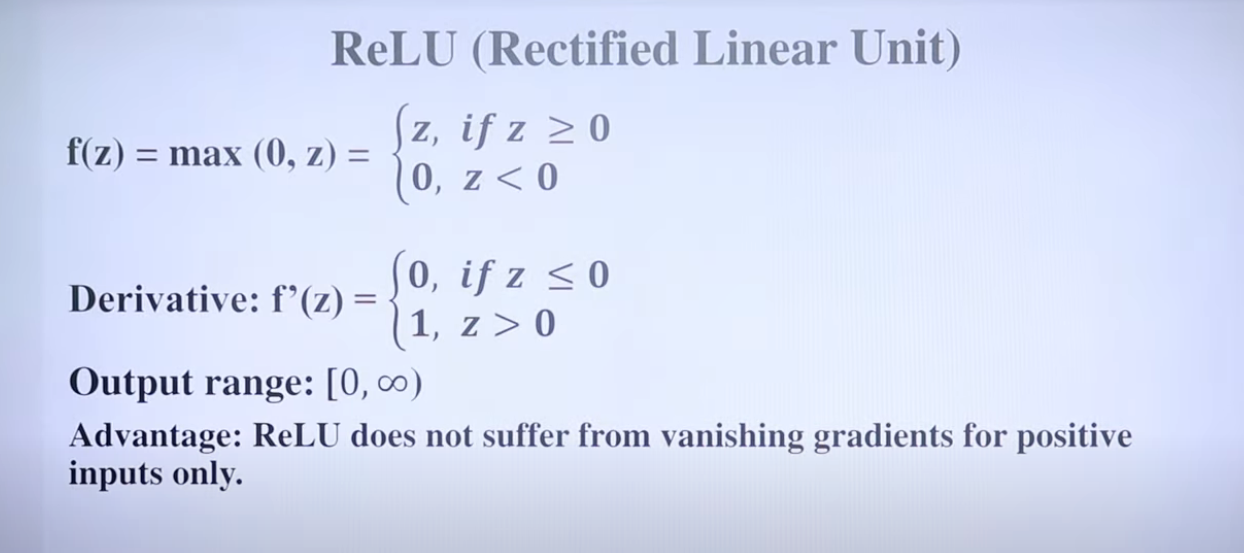 ReLU (Rectified Linear Unit)
f(z) = max (0, z) = {z, if z ≥ 0
0, z < 0
Derivative: f’(z) = {0, if z ≤ 0
1, z > 0
Output range: [0, ∞)
Advantage: ReLU does not suffer from vanishing gradients for positive
inputs only.